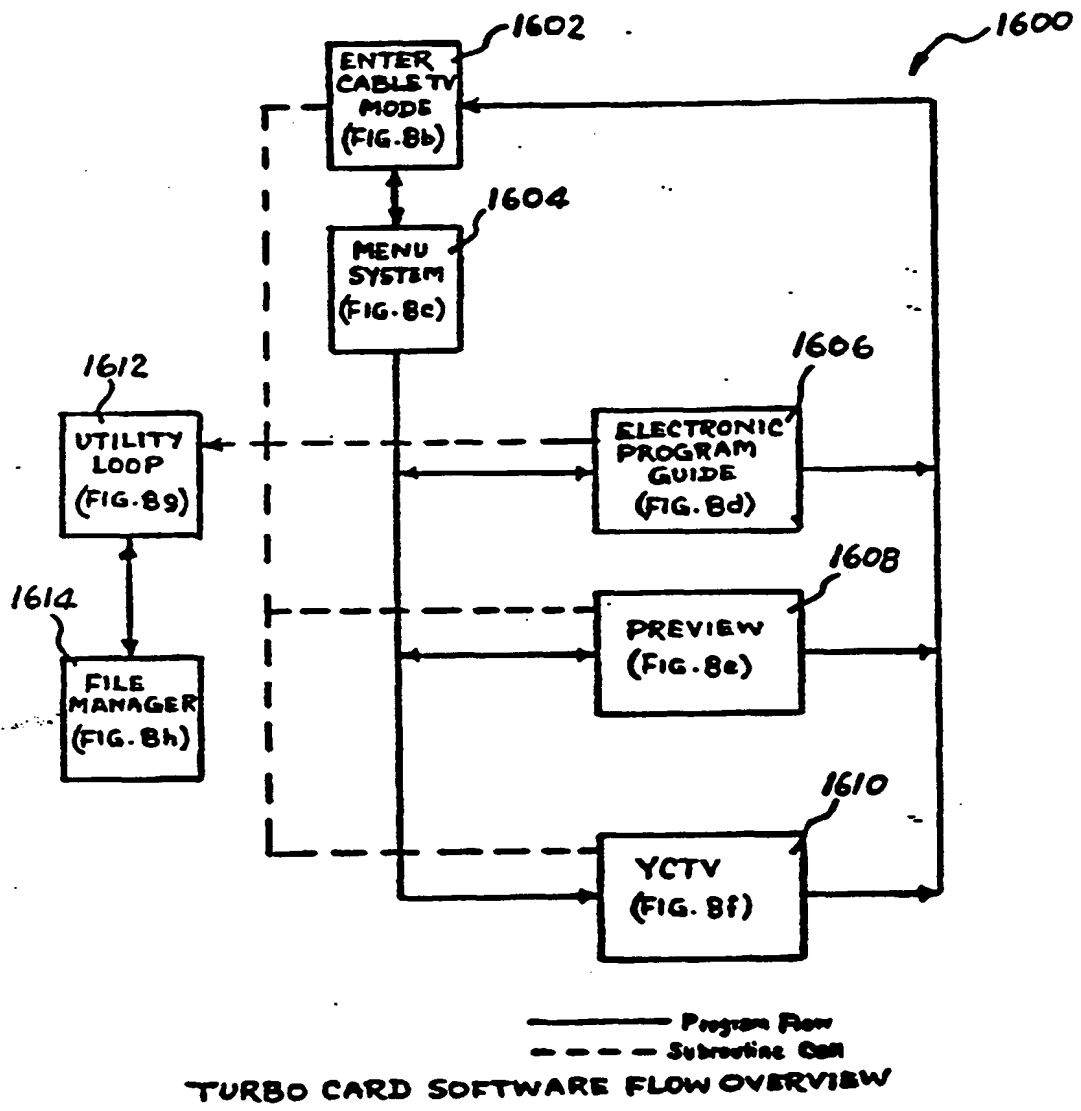 1602
1600
ENTER
CABLE TV
MODE
(FIG. 8b)
1604
MENU
SYSTEM
(FIG. 8c)
1606
1612
UTILITY
LOOP
(FIG. 8g)
ELECTRONIC
PROGRAM
GUIDE
(FIG. 8d)
1608
1614
PREVIEW
(FIG. 8e)
FILE
MANAGER
(FIG. 8h)
1610
YCTV
(FIG. 8f)
Program Flow
Subroutine Call
TURBO CARD SOFTWARE FLOW OVERVIEW